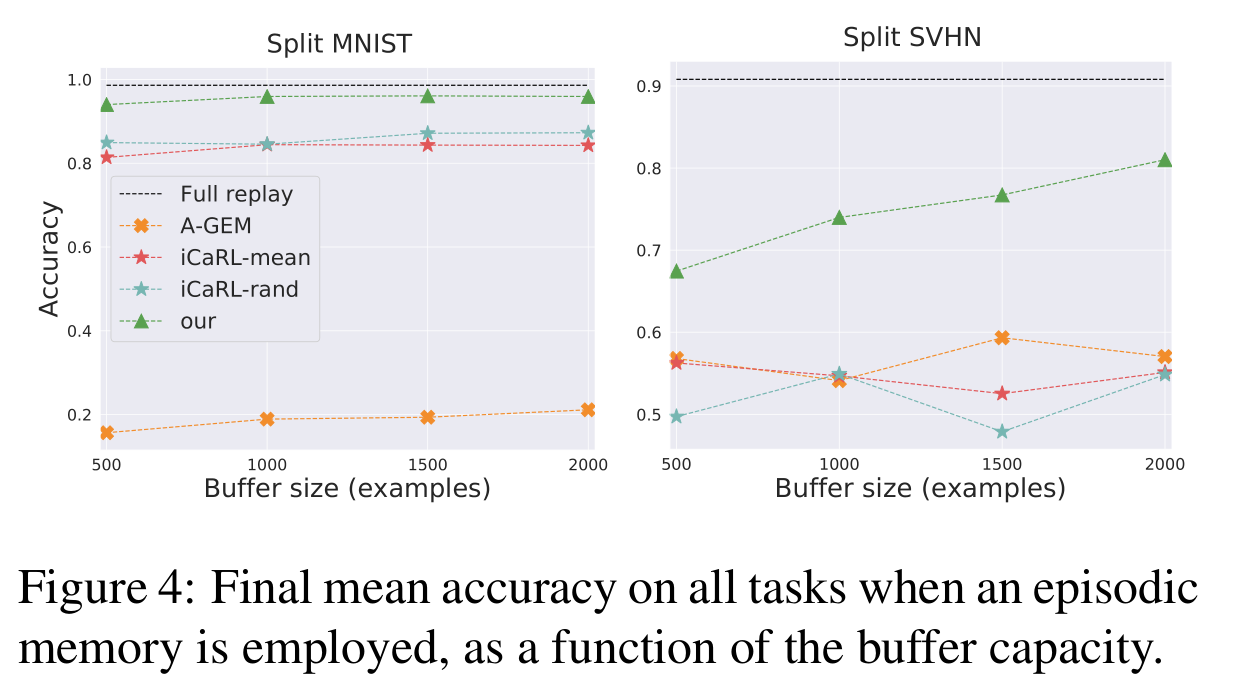 Split MNIST
1.0
0.8
0.6
0.4
0.2
Accuracy
Full replay
A-GEM
iCaRL-mean
iCaRL-rand
our
500 1000 1500 2000
Buffer size (examples)
Split SVHN
0.9
0.8
0.7
0.6
0.5
500 1000 1500 2000
Buffer size (examples)
Figure 4: Final mean accuracy on all tasks when an episodic
memory is employed, as a function of the buffer capacity.